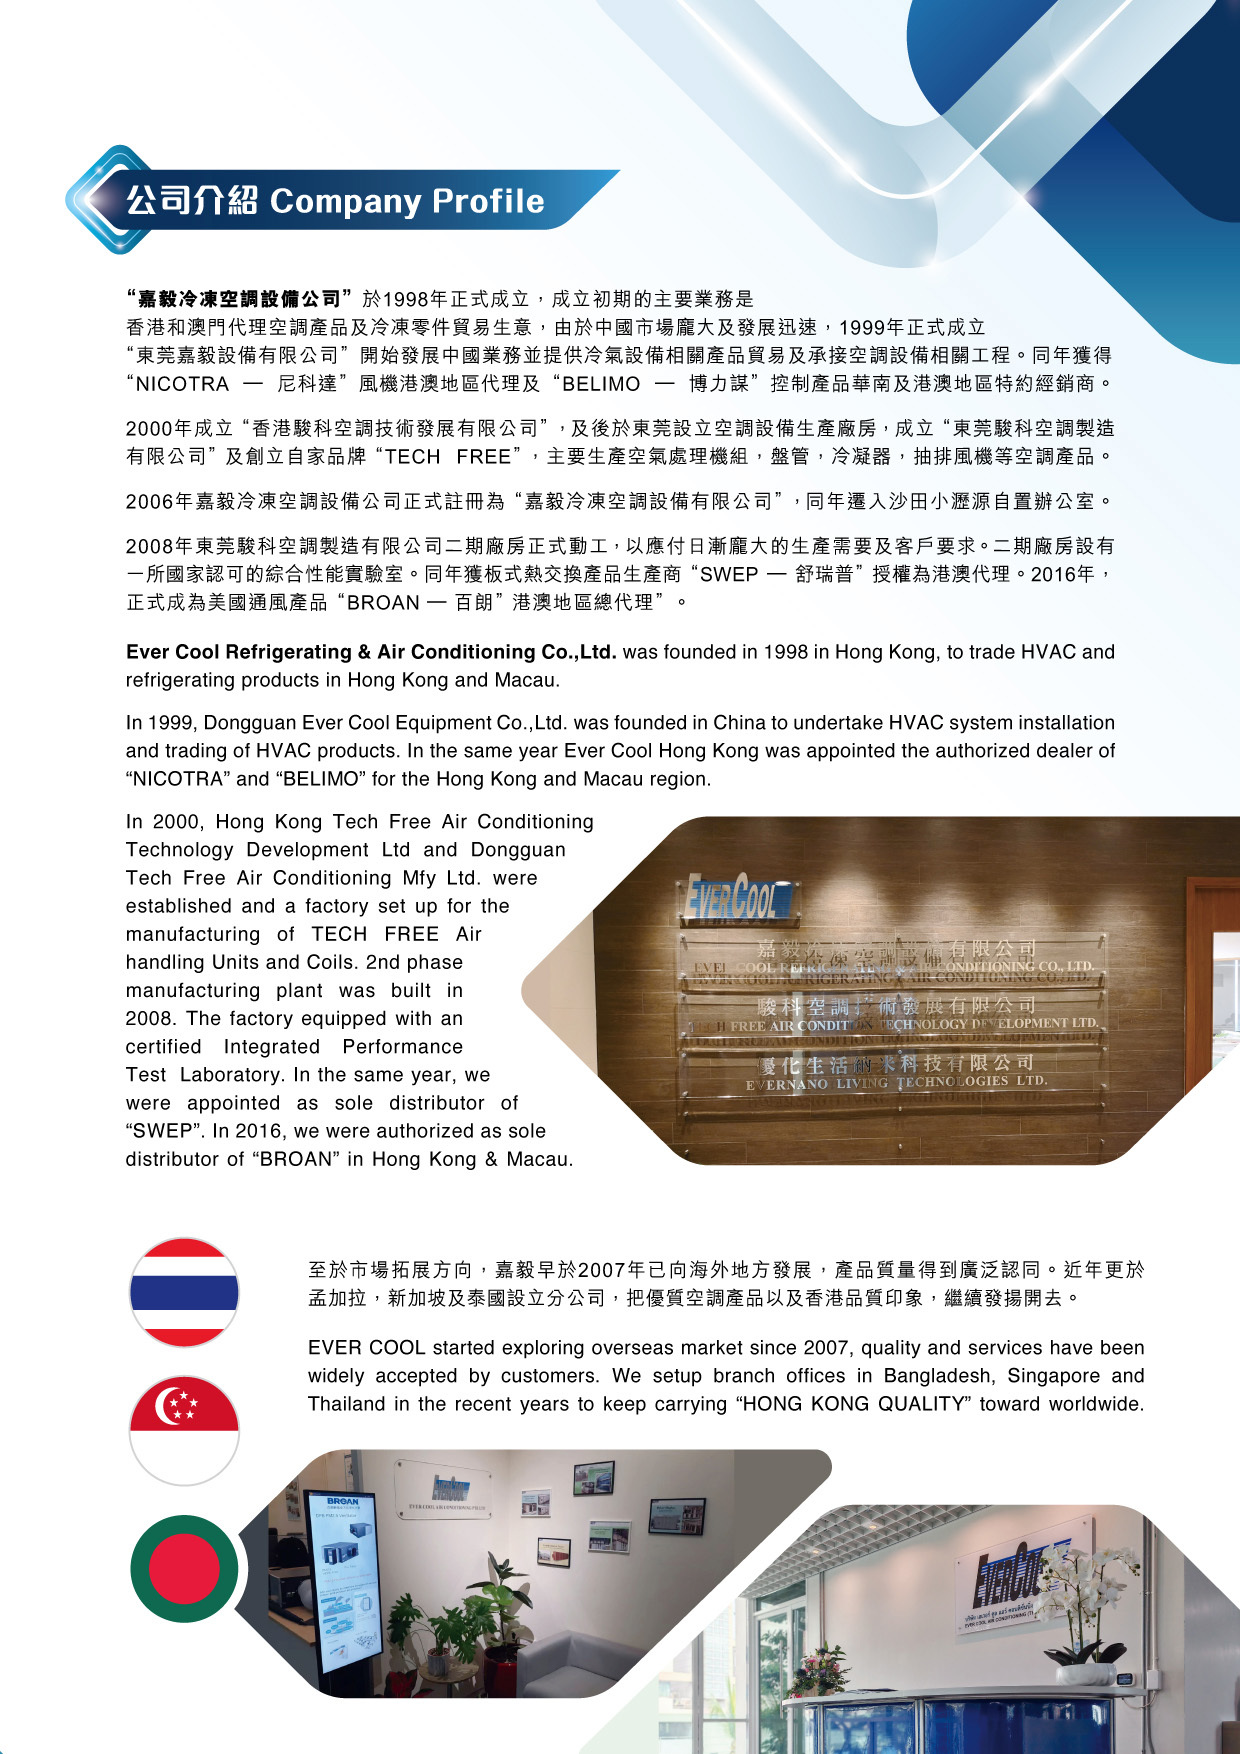 公司介紹 Company Profile
“嘉毅冷凍空調設備公司”於1998年正式成立，成立初期的主要業務是
香港和澳門代理空調產品及冷凍零件貿易生意，由於中國市場龐大及發展迅速，1999年正式成立
“東莞嘉毅設備有限公司”開始發展中國業務並提供冷氣設備相關產品貿易及承接空調設備相關工程。同年獲得
“NICOTRA — 尼科達”風機港澳地區代理及“BELIMO — 博力謀”控制產品華南及港澳地區特約經銷商。
2000年成立“香港駿科空調技術發展有限公司”，及後於東莞設立空調設備生產廠房，成立“東莞駿科空調製造
有限公司”及創立自家品牌“TECH FREE”，主要生產空氣處理機組，盤管，冷凝器，抽排風機等空調產品。
2006年嘉毅冷凍空調設備公司正式註冊為“嘉毅冷凍空調設備有限公司”，同年遷入沙田小瀝源自置辦公室。
2008年東莞駿科空調製造有限公司二期廠房正式動工，以應付日漸龐大的生產需要及客戶要求。二期廠房設有
一所國家認可的綜合性能實驗室。同年獲板式熱交換產品生產商“SWEP — 舒瑞普”授權為港澳代理。2016年，
正式成為美國通風產品“BROAN — 百朗”港澳地區總代理”。
Ever Cool Refrigerating & Air Conditioning Co.,Ltd. was founded in 1998 in Hong Kong, to trade HVAC and
refrigerating products in Hong Kong and Macau.
In 1999, Dongguan Ever Cool Equipment Co.,Ltd. was founded in China to undertake HVAC system installation
and trading of HVAC products. In the same year Ever Cool Hong Kong was appointed the authorized dealer of
“NICOTRA” and “BELIMO” for the Hong Kong and Macau region.
In 2000, Hong Kong Tech Free Air Conditioning
Technology Development Ltd and Dongguan
Tech Free Air Conditioning Mfy Ltd. were
established and a factory set up for the
manufacturing of TECH FREE Air
handling Units and Coils. 2nd phase
manufacturing plant was built in
2008. The factory equipped with an
certified Integrated Performance
Test Laboratory. In the same year, we
were appointed as sole distributor of
“SWEP”. In 2016, we were authorized as sole
distributor of “BROAN” in Hong Kong & Macau.
EVERCOOL
嘉毅冷凍空調設備有限公司
EVER COOL REFRIGERATING & AIR CONDITIONING CO., LTD.
駿科空調技術發展有限公司
TECH FREE AIR CONDITION TECHNOLOGY DEVELOPMENT LTD.
優化生活納米科技有限公司
EVERNANO LIVING TECHNOLOGIES LTD.
至於市場拓展方向，嘉毅早於2007年已向海外地方發展，產品質量得到廣泛認同。近年更於
孟加拉，新加坡及泰國設立分公司，把優質空調產品以及香港品質印象，繼續發揚開去。
EVER COOL started exploring overseas market since 2007, quality and services have been
widely accepted by customers. We setup branch offices in Bangladesh, Singapore and
Thailand in the recent years to keep carrying “HONG KONG QUALITY” toward worldwide.
BROAN
EVERCOOL
EVER COOL AIR CONDITIONING PTE LTD
EVERCOOL
EVER COOL AIR CONDITIONING